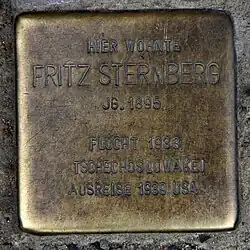 HIER WOHNTE
FRITZ STERNBERG
JG. 1895
FLUCHT 1933
TSCHECHOSLOWAKEI
AUSREISE 1939 USA